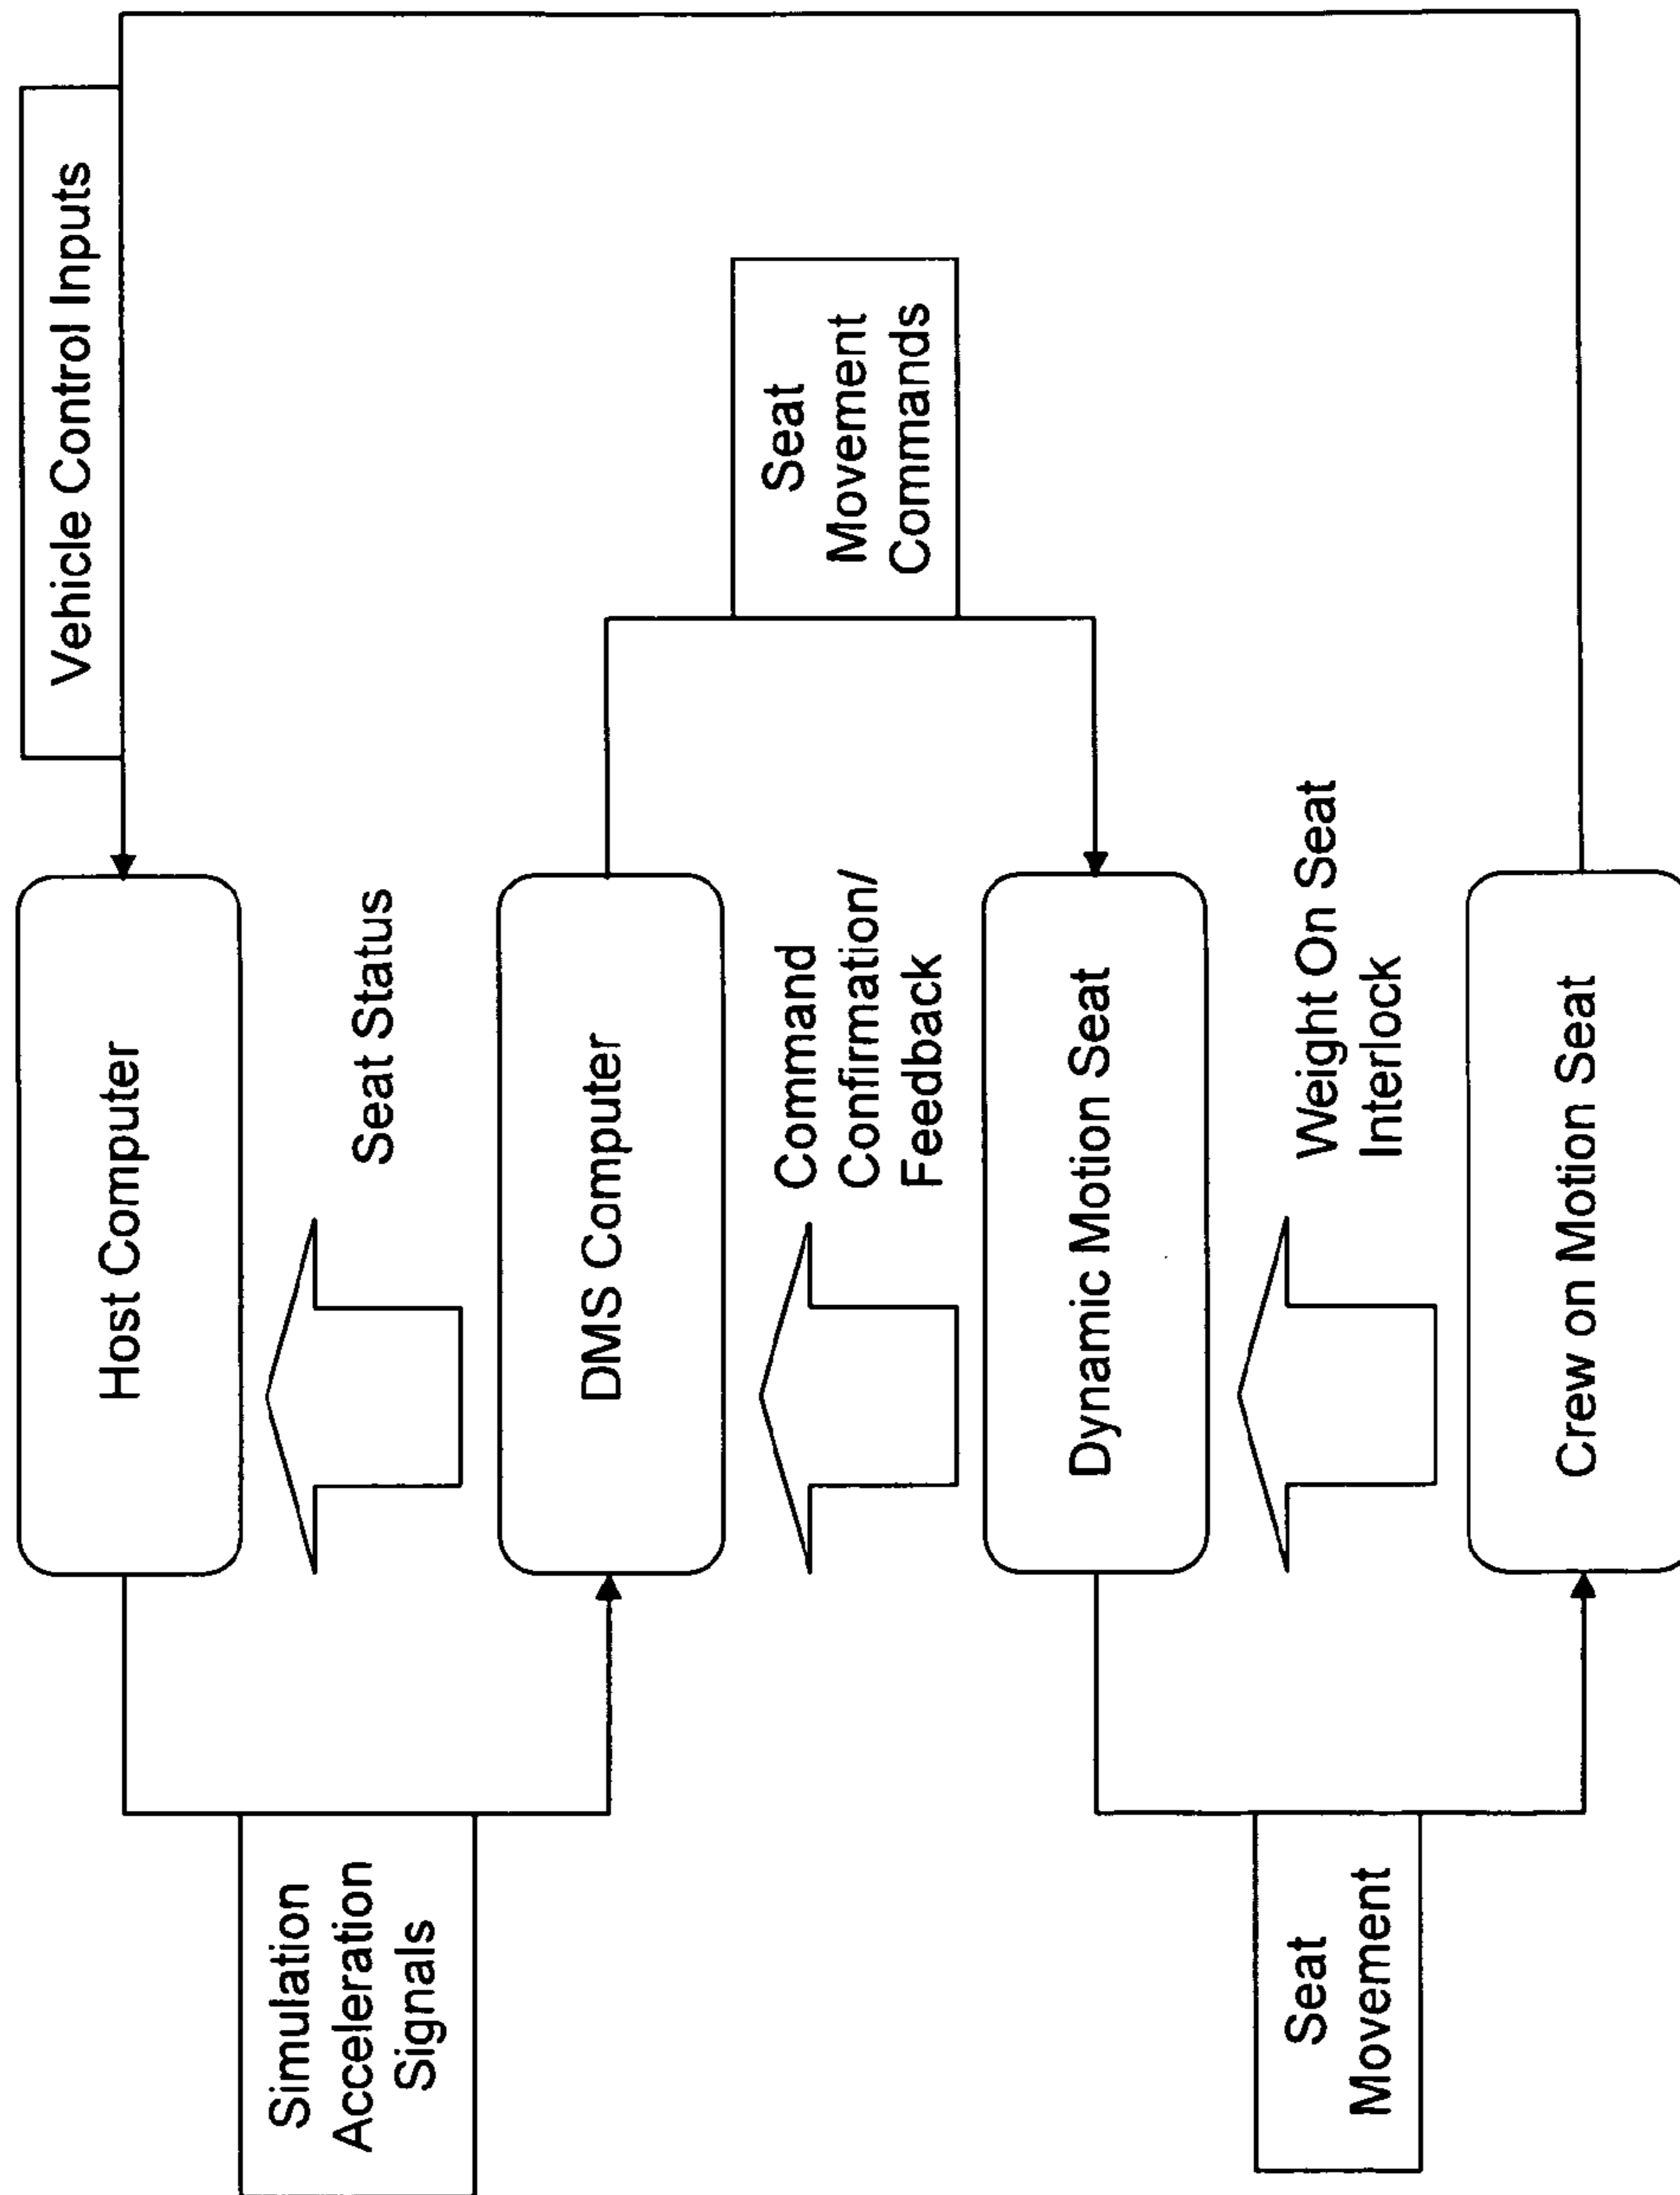 Vehicle Control Inputs
Host Computer
Simulation
Acceleration
Signals
Seat Status
DMS Computer
Seat
Movement
Commands
Command
Confirmation/
Feedback
Dynamic Motion Seat
Seat
Movement
Weight On Seat
Interlock
Crew on Motion Seat